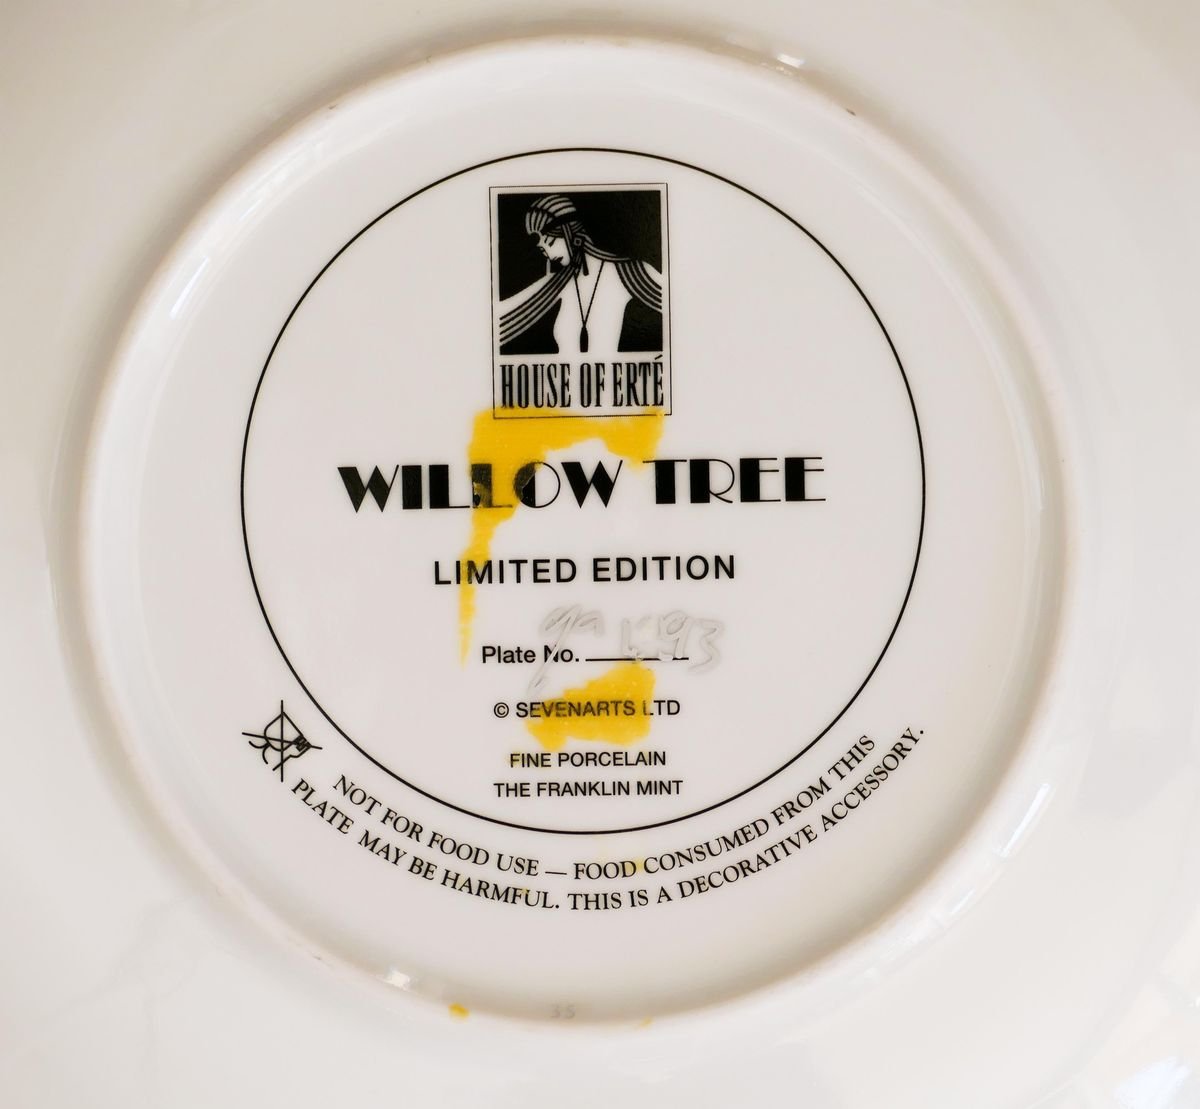 HOUSE OF ERTÉ
WILLOW TREE
LIMITED EDITION
Plate No.
© SEVENARTS LTD
FINE PORCELAIN
THE FRANKLIN MINT
NOT FOR FOOD USE — FOOD CONSUMED FROM THIS
PLATE MAY BE HARMFUL. THIS IS A DECORATIVE ACCESSORY.
35